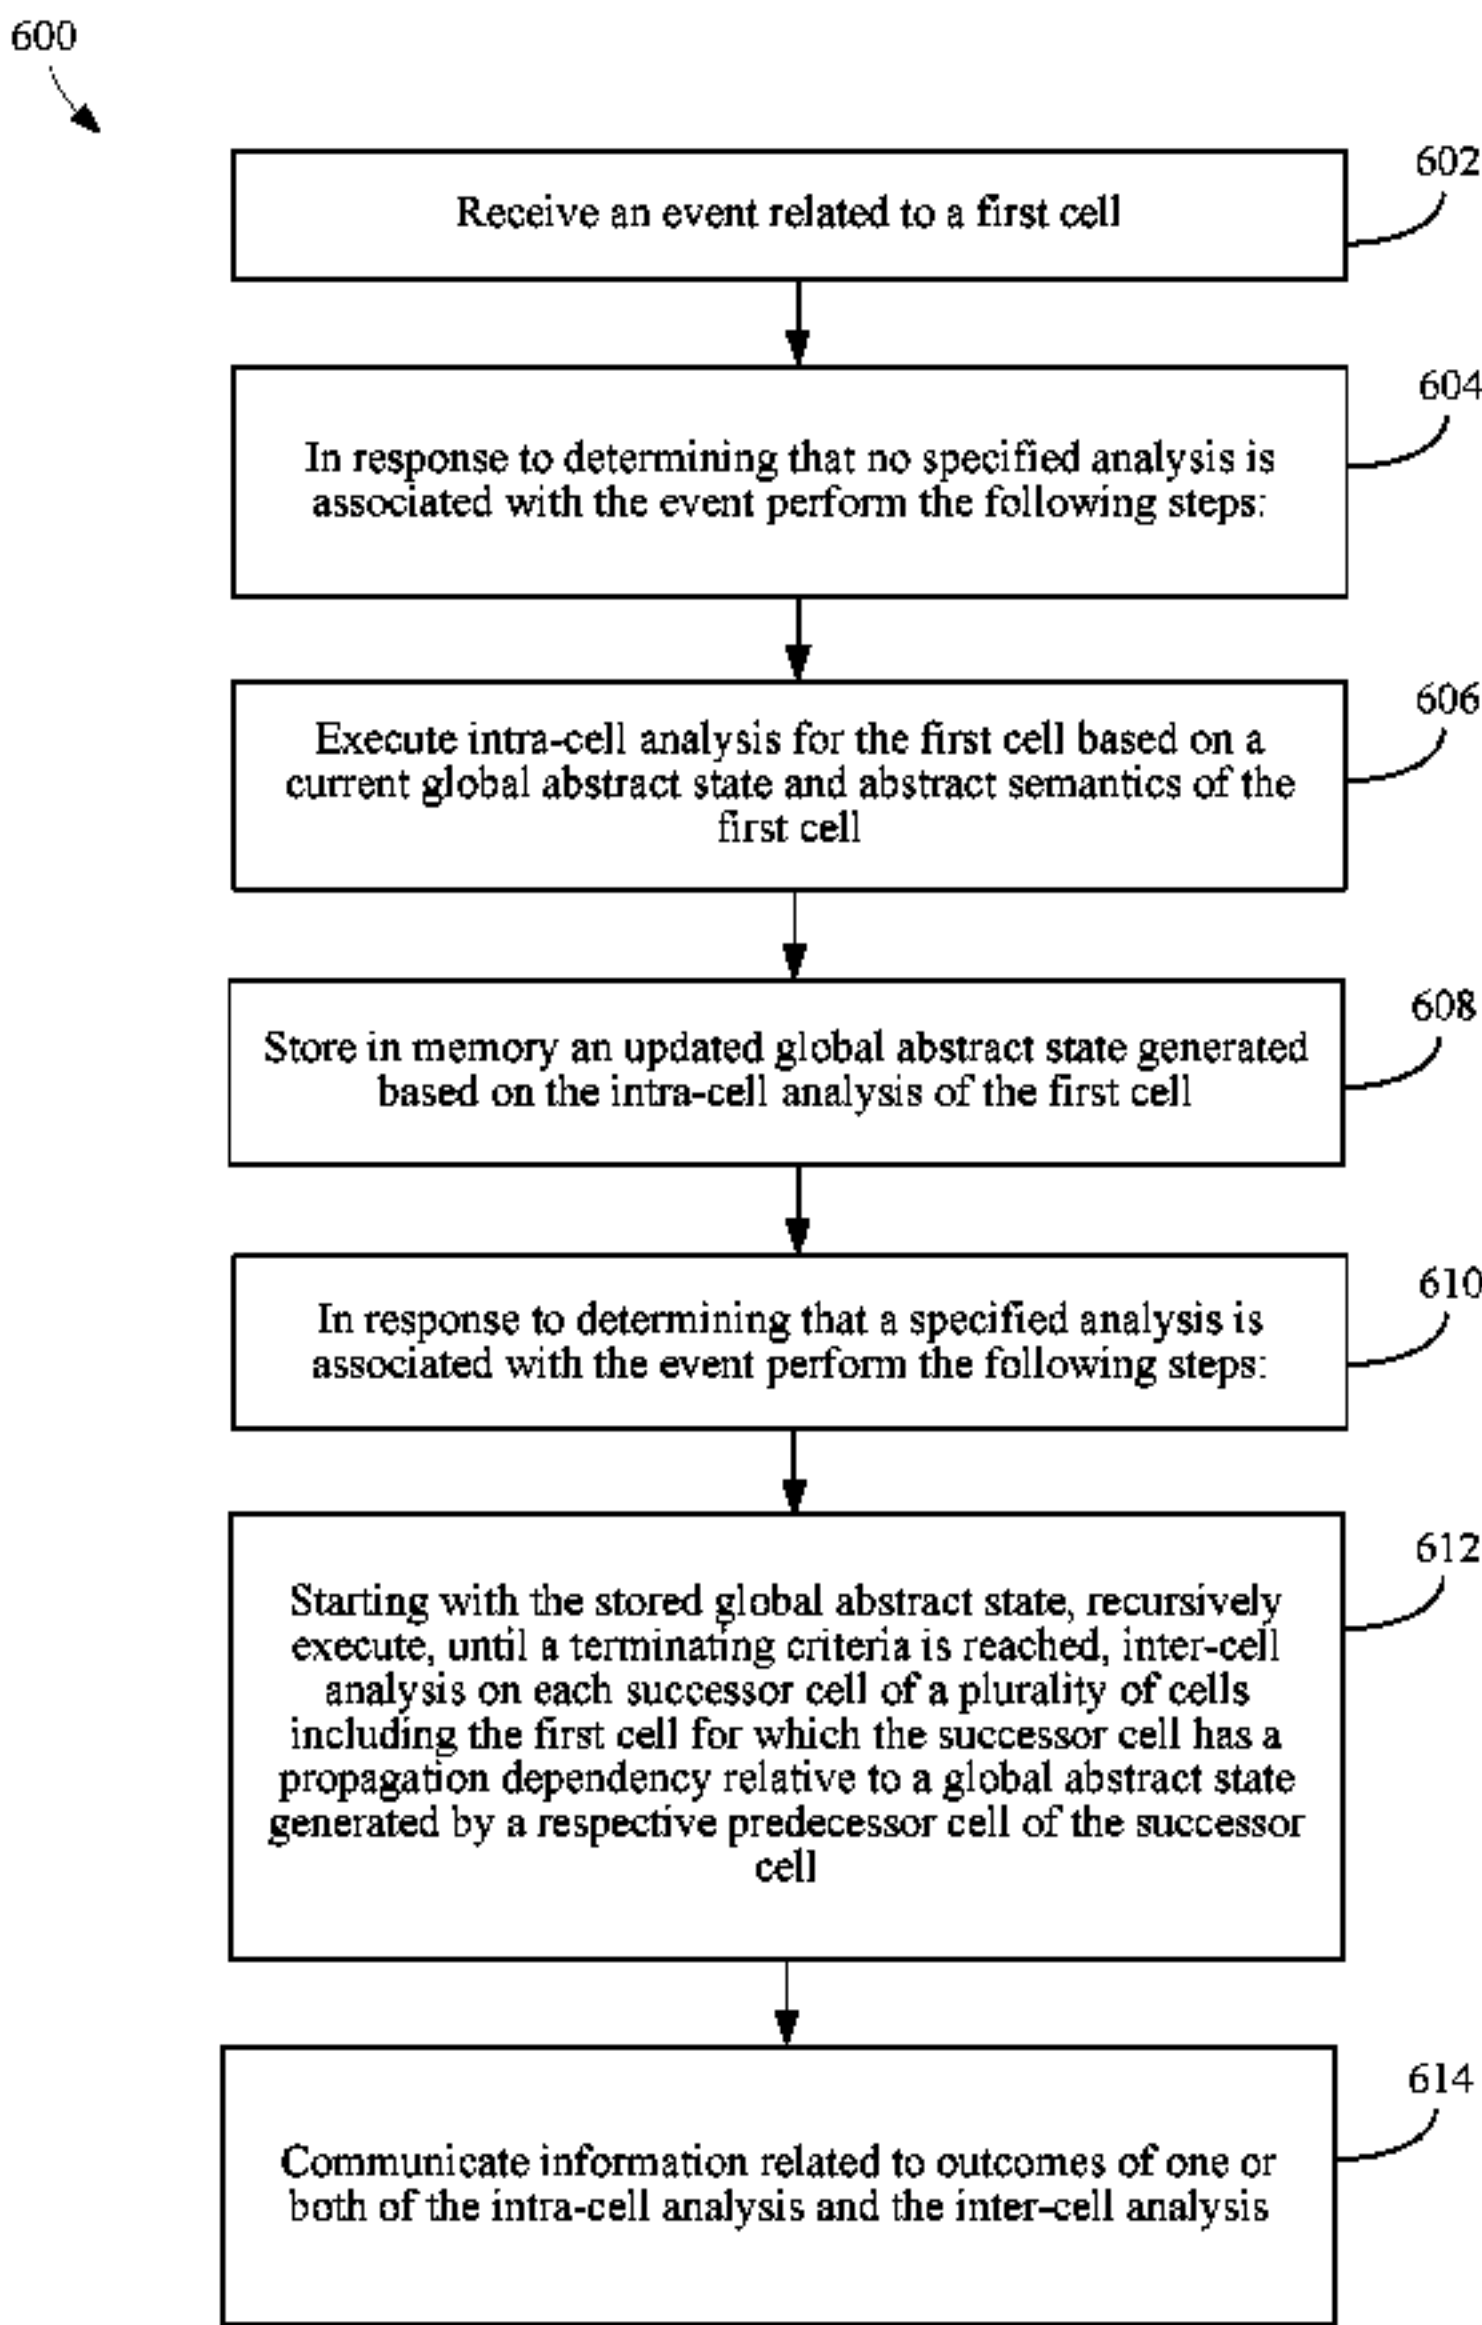 600
602
Receive an event related to a first cell
604
In response to determining that no specified analysis is
associated with the event perform the following steps:
606
Execute intra-cell analysis for the first cell based on a
current global abstract state and abstract semantics of the
first cell
608
Store in memory an updated global abstract state generated
based on the intra-cell analysis of the first cell
610
In response to determining that a specified analysis is
associated with the event perform the following steps:
612
Starting with the stored global abstract state, recursively
execute, until a terminating criteria is reached, inter-cell
analysis on each successor cell of a plurality of cells
including the first cell for which the successor cell has a
propagation dependency relative to a global abstract state
generated by a respective predecessor cell of the successor
cell
614
Communicate information related to outcomes of one or
both of the intra-cell analysis and the inter-cell analysis